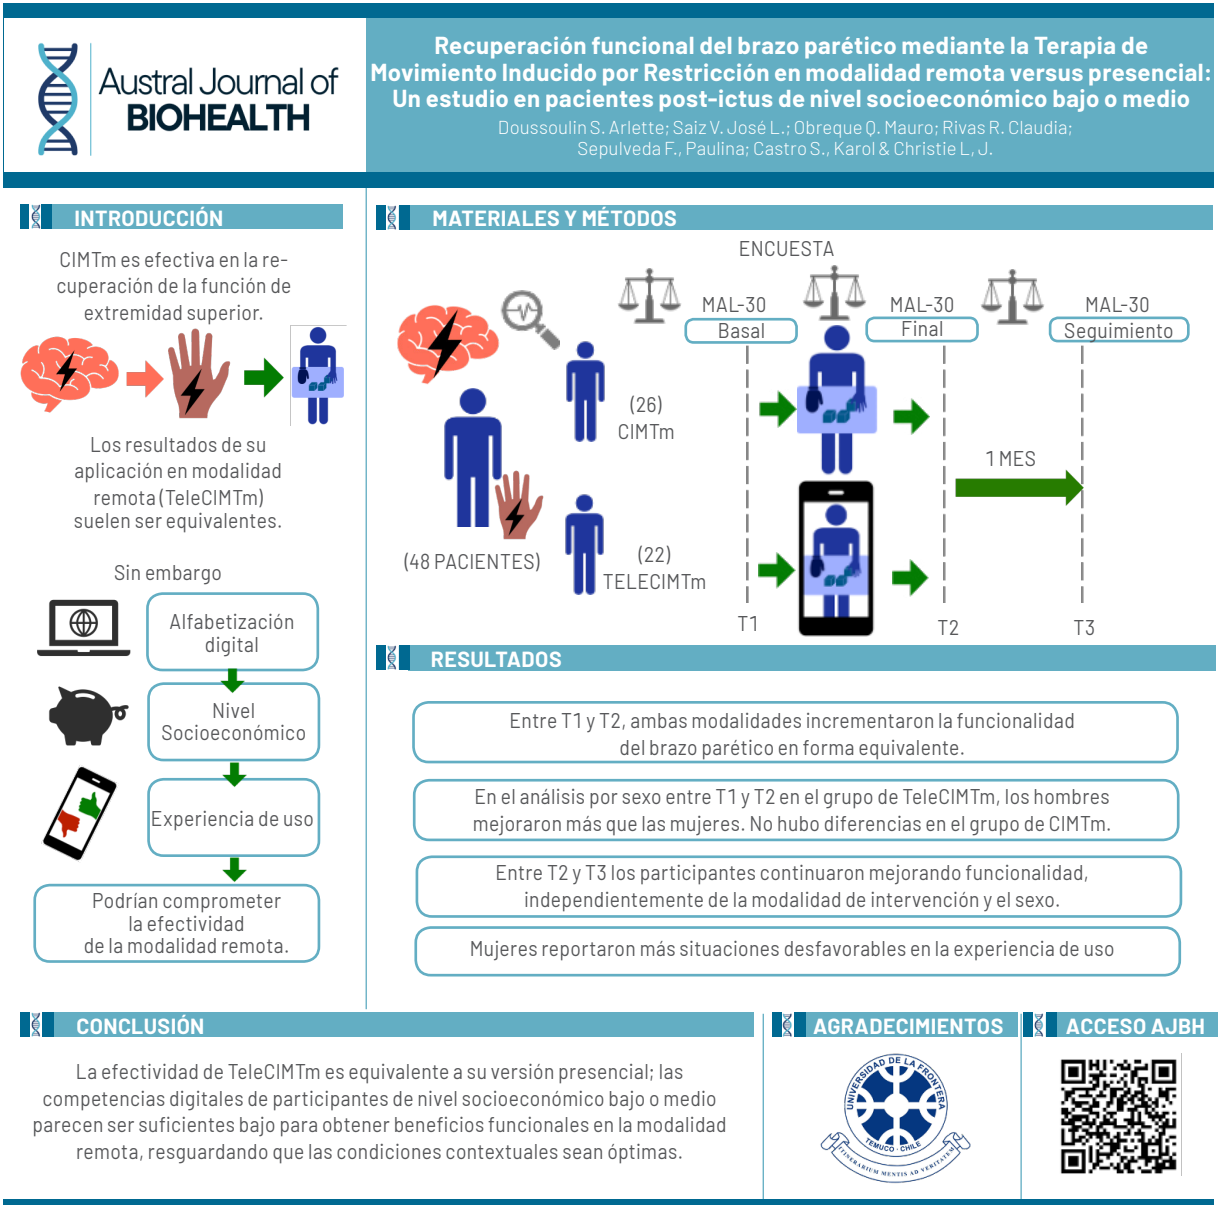 Austral Journal of
BIOHEALTH
Recuperación funcional del brazo parético mediante la Terapia de
Movimiento Inducido por Restricción en modalidad remota versus presencial:
Un estudio en pacientes post-ictus de nivel socioeconómico bajo o medio
Doussoulin S. Arlette; Saiz V. José L.; Obreque Q. Mauro; Rivas R. Claudia;
Sepulveda F., Paulina; Castro S., Karol & Christie L, J.
INTRODUCCIÓN
CIMTm es efectiva en la re-
cuperación de la función de
extremidad superior.
Los resultados de su
aplicación en modalidad
remota (TeleCIMTm)
suelen ser equivalentes.
Sin embargo
Alfabetización
digital
Nivel
Socioeconómico
Experiencia de uso
Podrían comprometer
la efectividad
de la modalidad remota.
MATERIALES Y MÉTODOS
ENCUESTA
MAL-30
Basal
MAL-30
Final
MAL-30
Seguimiento
(26)
CIMTm
1 MES
(48 PACIENTES)
(22)
TELECIMTm
T1
T2
T3
RESULTADOS
Entre T1 y T2, ambas modalidades incrementaron la funcionalidad
del brazo parético en forma equivalente.
En el análisis por sexo entre T1 y T2 en el grupo de TeleCIMTm, los hombres
mejoraron más que las mujeres. No hubo diferencias en el grupo de CIMTm.
Entre T2 y T3 los participantes continuaron mejorando funcionalidad,
independientemente de la modalidad de intervención y el sexo.
Mujeres reportaron más situaciones desfavorables en la experiencia de uso
CONCLUSIÓN
La efectividad de TeleCIMTm es equivalente a su versión presencial; las
competencias digitales de participantes de nivel socioeconómico bajo o medio
parecen ser suficientes bajo para obtener beneficios funcionales en la modalidad
remota, resguardando que las condiciones contextuales sean óptimas.
AGRADECIMIENTOS
UNIVERSIDAD DE LA FRONTERA
TEMUCO - CHILE
ITINERARIUM MENTIS AD VERITATEM
ACCESO AJBH